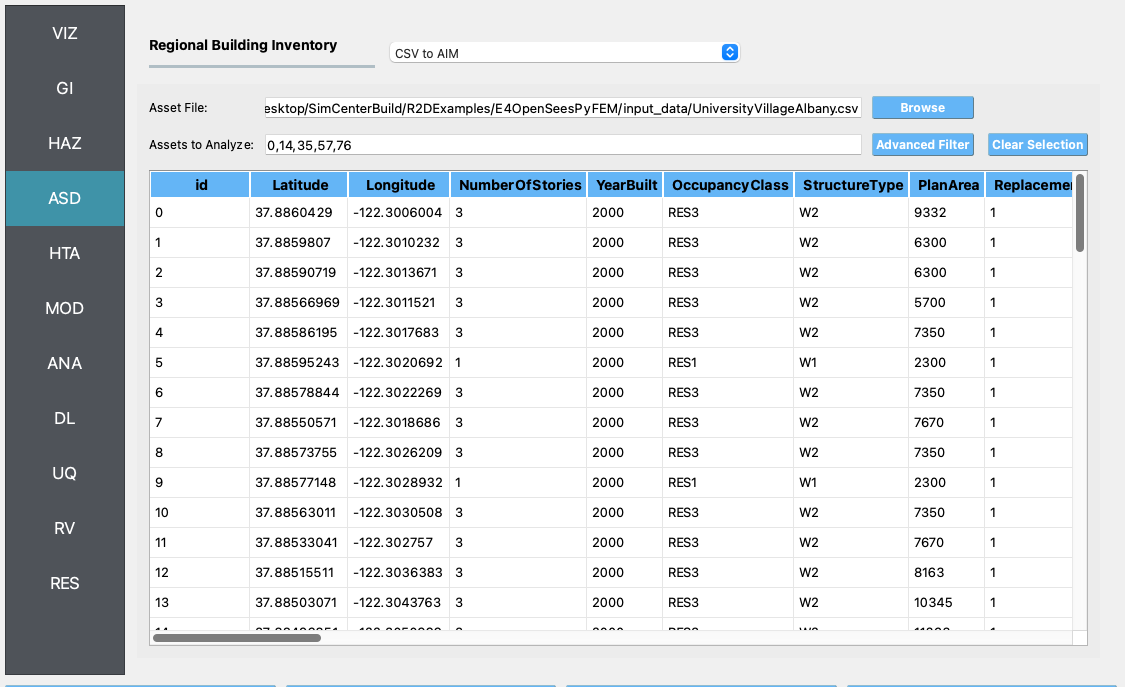 VIZ
GI
HAZ
ASD
HTA
MOD
ANA
DL
UQ
RV
RES
Regional Building Inventory
CSV to AIM
Asset File: esktop/SimCenterBuild/R2DExamples/E4OpenSeesPyFEM/input_data/UniversityVillageAlbany.csv Browse
Assets to Analyze: 0,14,35,57,76 Advanced Filter Clear Selection
id Latitude Longitude NumberOfStories YearBuilt OccupancyClass StructureType PlanArea Replacemen
0 37.8860429 -122.3006004 3 2000 RES3 W2 9332 1
1 37.8859807 -122.3010232 3 2000 RES3 W2 6300 1
2 37.88590719 -122.3013671 3 2000 RES3 W2 6300 1
3 37.88566969 -122.3011521 3 2000 RES3 W2 5700 1
4 37.88586195 -122.3017683 3 2000 RES3 W2 7350 1
5 37.88595243 -122.3020692 1 2000 RES1 W1 2300 1
6 37.88578844 -122.3022269 3 2000 RES3 W2 7350 1
7 37.88550571 -122.3018686 3 2000 RES3 W2 7670 1
8 37.88573755 -122.3026209 3 2000 RES3 W2 7350 1
9 37.88577148 -122.3028932 1 2000 RES1 W1 2300 1
10 37.88563011 -122.3030508 3 2000 RES3 W2 7350 1
11 37.88533041 -122.302757 3 2000 RES3 W2 7670 1
12 37.88515511 -122.3036383 3 2000 RES3 W2 8163 1
13 37.88503071 -122.3043763 3 2000 RES3 W2 10345 1